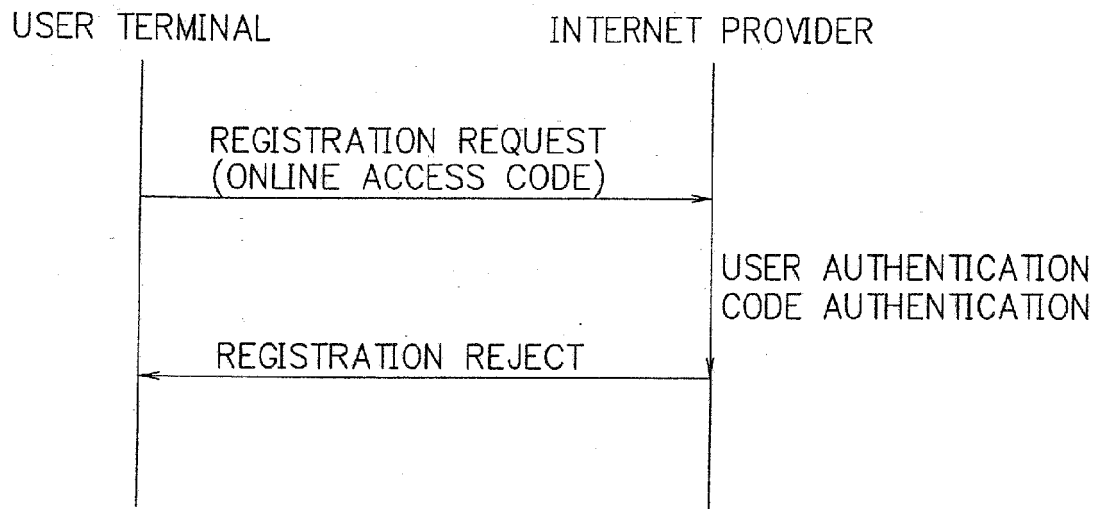 USER TERMINAL
INTERNET PROVIDER
REGISTRATION REQUEST
(ONLINE ACCESS CODE)
USER AUTHENTICATION
CODE AUTHENTICATION
REGISTRATION REJECT